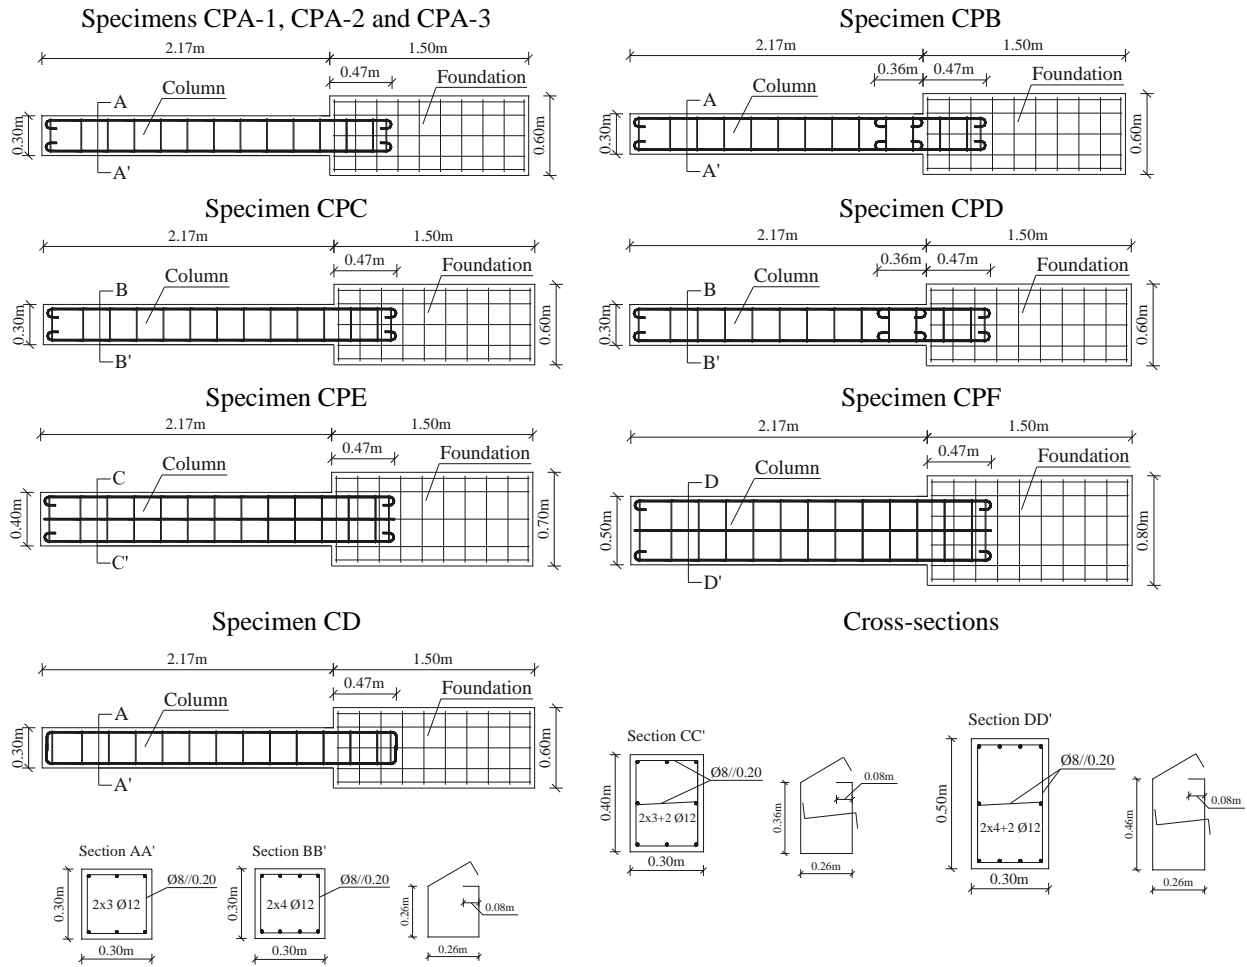 Specimens CPA-1, CPA-2 and CPA-3
2.17m
1.50m
0.47m
Foundation
Column
A
A'
0.30m
0.60m
Specimen CPB
2.17m
1.50m
0.36m
0.47m
Foundation
Column
A
A'
0.30m
0.60m
Specimen CPC
2.17m
1.50m
0.47m
Foundation
Column
B
B'
0.30m
0.60m
Specimen CPD
2.17m
1.50m
0.36m
0.47m
Foundation
Column
B
B'
0.30m
0.60m
Specimen CPE
2.17m
1.50m
0.47m
Foundation
Column
C
C'
0.40m
0.70m
Specimen CPF
2.17m
1.50m
0.47m
Foundation
Column
D
D'
0.50m
0.80m
Specimen CD
2.17m
1.50m
0.47m
Foundation
Column
A
A'
0.30m
0.60m
Cross-sections
Section CC'
Ø8//0.20
2x3+2 Ø12
0.40m
0.30m
0.08m
0.36m
0.26m
Section DD'
Ø8//0.20
2x4+2 Ø12
0.50m
0.30m
0.08m
0.46m
0.26m
Section AA'
Ø8//0.20
2x3 Ø12
0.30m
0.30m
Section BB'
Ø8//0.20
2x4 Ø12
0.30m
0.30m
0.08m
0.26m
0.26m